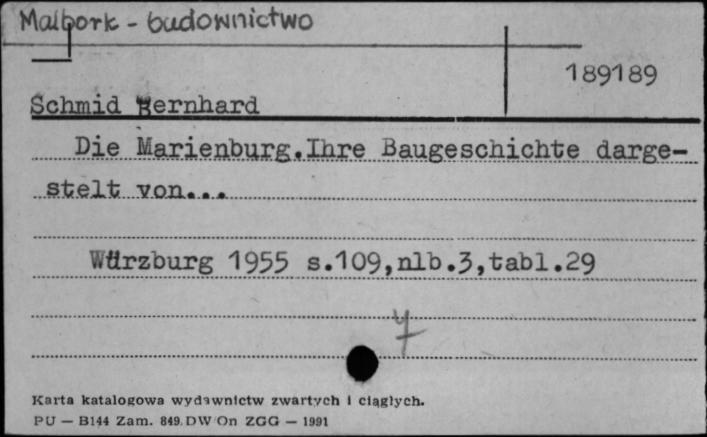 Malbork - budownictwo
189189
Schmid Bernhard
Die Marienburg.Ihre Baugeschichte darge-
stelt von...
Würzburg 1955 s.109,nlb.3,tabl.29
4
Karta katalogowa wydawnictw zwartych i ciągłych.
PU — B144 Zam. 849. DW/On ZGG — 1991